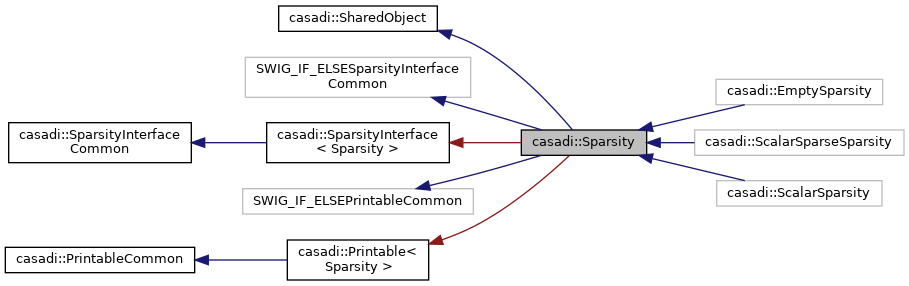 casadi::SharedObject
SWIG_IF_ELSESparsityInterface
Common
casadi::SparsityInterface
Common
casadi::SparsityInterface
< Sparsity >
SWIG_IF_ELSEPrintableCommon
casadi::PrintableCommon
casadi::Printable<
Sparsity >
casadi::Sparsity
casadi::EmptySparsity
casadi::ScalarSparseSparsity
casadi::ScalarSparsity